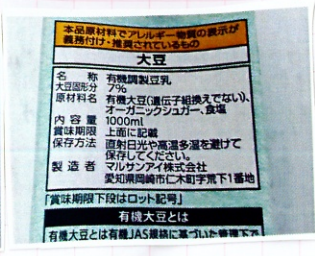 本品原材料でアレルギー物質の表示が
義務付け・推奨されているもの
大豆
名称 有機調製豆乳
大豆固形分 7%
原材料名 有機大豆(遺伝子組換えでない)、
オーガニックシュガー、食塩
内容量 1000ml
賞味期限 上面に記載
保存方法 直射日光や高温多湿を避けて
保存してください。
製造者 マルサンアイ株式会社
愛知県岡崎市仁木町字荒下1番地
「賞味期限下段はロット記号」
有機大豆とは
有機大豆とは有機JAS規格に基づいた管理下で